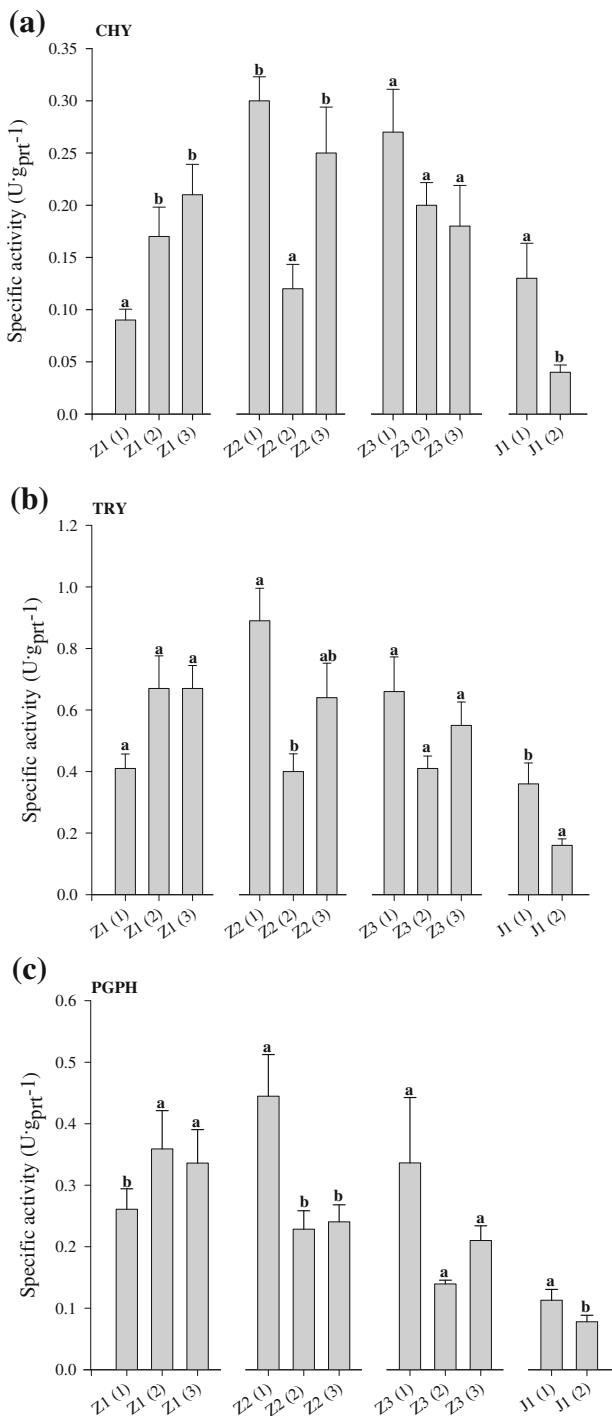 (a)
CHY
Specific activity (U·gprt-1)
0.35
0.30
0.25
0.20
0.15
0.10
0.05
0.0
a b b b a b a a a a b
Z1 (1) Z1 (2) Z1 (3) Z2 (1) Z2 (2) Z2 (3) Z3 (1) Z3 (2) Z3 (3) J1 (1) J1 (2)
(b)
TRY
Specific activity (U·gprt-1)
1.2
1.0
0.8
0.6
0.4
0.2
0.0
a a a a b ab a a a b a
Z1 (1) Z1 (2) Z1 (3) Z2 (1) Z2 (2) Z2 (3) Z3 (1) Z3 (2) Z3 (3) J1 (1) J1 (2)
(c)
PGPH
Specific activity (U·gprt-1)
0.6
0.5
0.4
0.3
0.2
0.1
0.0
b a a a b b a a a a b
Z1 (1) Z1 (2) Z1 (3) Z2 (1) Z2 (2) Z2 (3) Z3 (1) Z3 (2) Z3 (3) J1 (1) J1 (2)